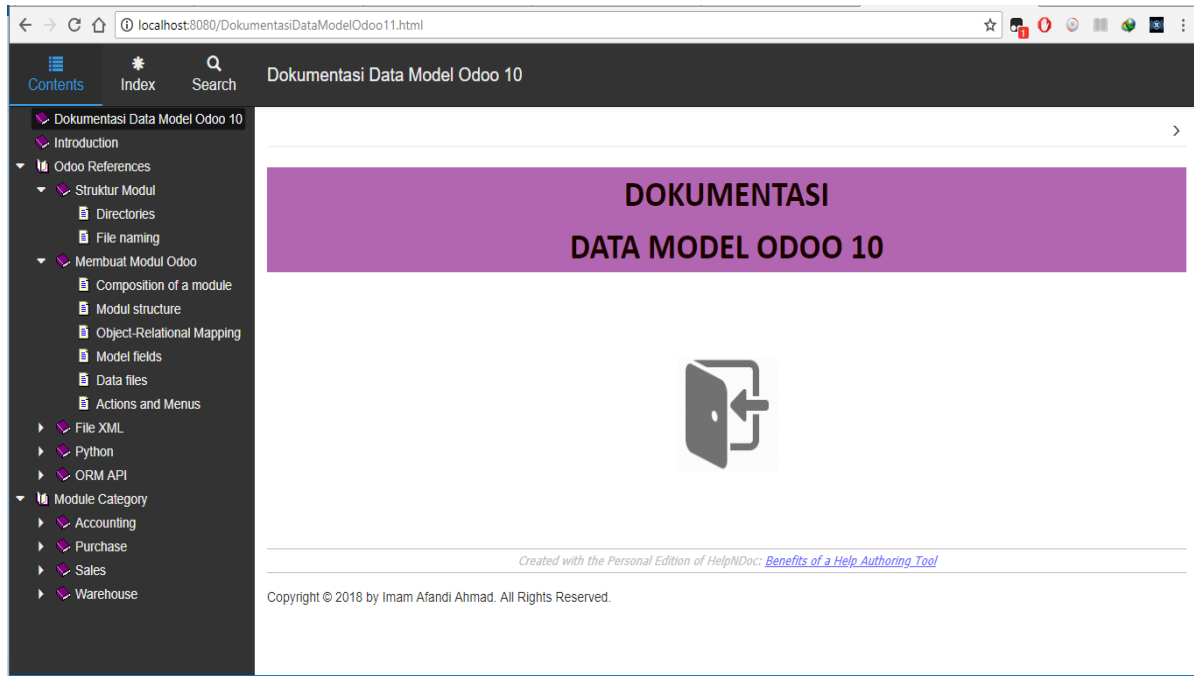 localhost:8080/DokumentasiDataModelOdoo11.html
1
Contents
Index
Search
Dokumentasi Data Model Odoo 10
Dokumentasi Data Model Odoo 10
Introduction
Odoo References
Struktur Modul
Directories
File naming
Membuat Modul Odoo
Composition of a module
Modul structure
Object-Relational Mapping
Model fields
Data files
Actions and Menus
File XML
Python
ORM API
Module Category
Accounting
Purchase
Sales
Warehouse
DOKUMENTASI
DATA MODEL ODOO 10
Created with the Personal Edition of HelpNDoc: Benefits of a Help Authoring Tool
Copyright © 2018 by Imam Afandi Ahmad. All Rights Reserved.